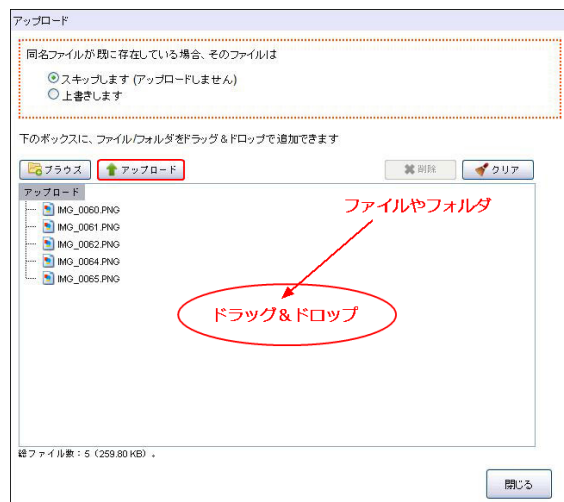 アップロード
同名ファイルが既に存在している場合、そのファイルは
スキップします (アップロードしません)
上書きします
下のボックスに、ファイル/フォルダをドラッグ＆ドロップで追加できます
ブラウズ アップロード 削除 クリア
アップロード
IMG_0060.PNG
IMG_0061.PNG
IMG_0062.PNG
IMG_0064.PNG
IMG_0065.PNG
ファイルやフォルダ
ドラッグ＆ドロップ
総ファイル数：5（259.80 KB）.
閉じる